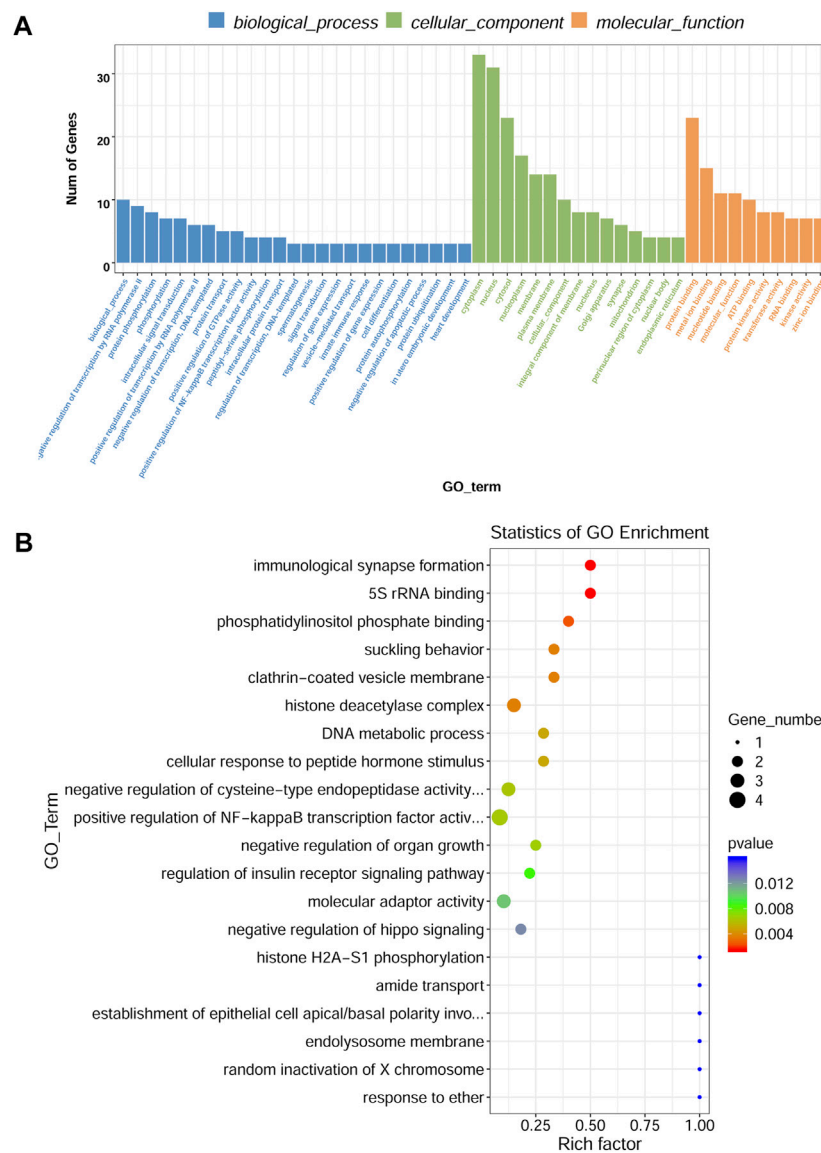 A
biological_process cellular_component molecular_function
Num of Genes
30
20
10
0
biological_process
gative regulation of transcription by RNA polymerase II
protein phosphorylation
phosphorylation
intracellular signal transduction
positive regulation of transcription by RNA polymerase II
negative regulation of transcription, DNA-templated
protein transport
positive regulation of GTPase activity
positive regulation of NF-kappaB transcription factor activity
peptidyl-serine phosphorylation
intracellular protein transport
regulation of transcription, DNA-templated
spermatogenesis
signal transduction
regulation of gene expression
vesicle-mediated transport
innate immune response
positive regulation of gene expression
cell differentiation
protein autophosphorylation
negative regulation of apoptotic process
protein ubiquitination
in utero embryonic development
heart development
cytoplasm
nucleus
cytosol
nucleoplasm
membrane
plasma membrane
cellular_component
integral component of membrane
nucleolus
Golgi apparatus
synapse
mitochondrion
perinuclear region of cytoplasm
nuclear body
endoplasmic reticulum
protein binding
metal ion binding
nucleotide binding
molecular_function
ATP binding
protein kinase activity
transferase activity
RNA binding
kinase activity
zinc ion binding
GO_term
B
Statistics of GO Enrichment
GO_Term
immunological synapse formation
5S rRNA binding
phosphatidylinositol phosphate binding
suckling behavior
clathrin-coated vesicle membrane
histone deacetylase complex
DNA metabolic process
cellular response to peptide hormone stimulus
negative regulation of cysteine-type endopeptidase activity...
positive regulation of NF-kappaB transcription factor activ...
negative regulation of organ growth
regulation of insulin receptor signaling pathway
molecular adaptor activity
negative regulation of hippo signaling
histone H2A-S1 phosphorylation
amide transport
establishment of epithelial cell apical/basal polarity invo...
endolysosome membrane
random inactivation of X chromosome
response to ether
0.25 0.50 0.75 1.00
Rich factor
Gene_number
1
2
3
4
pvalue
0.012
0.008
0.004